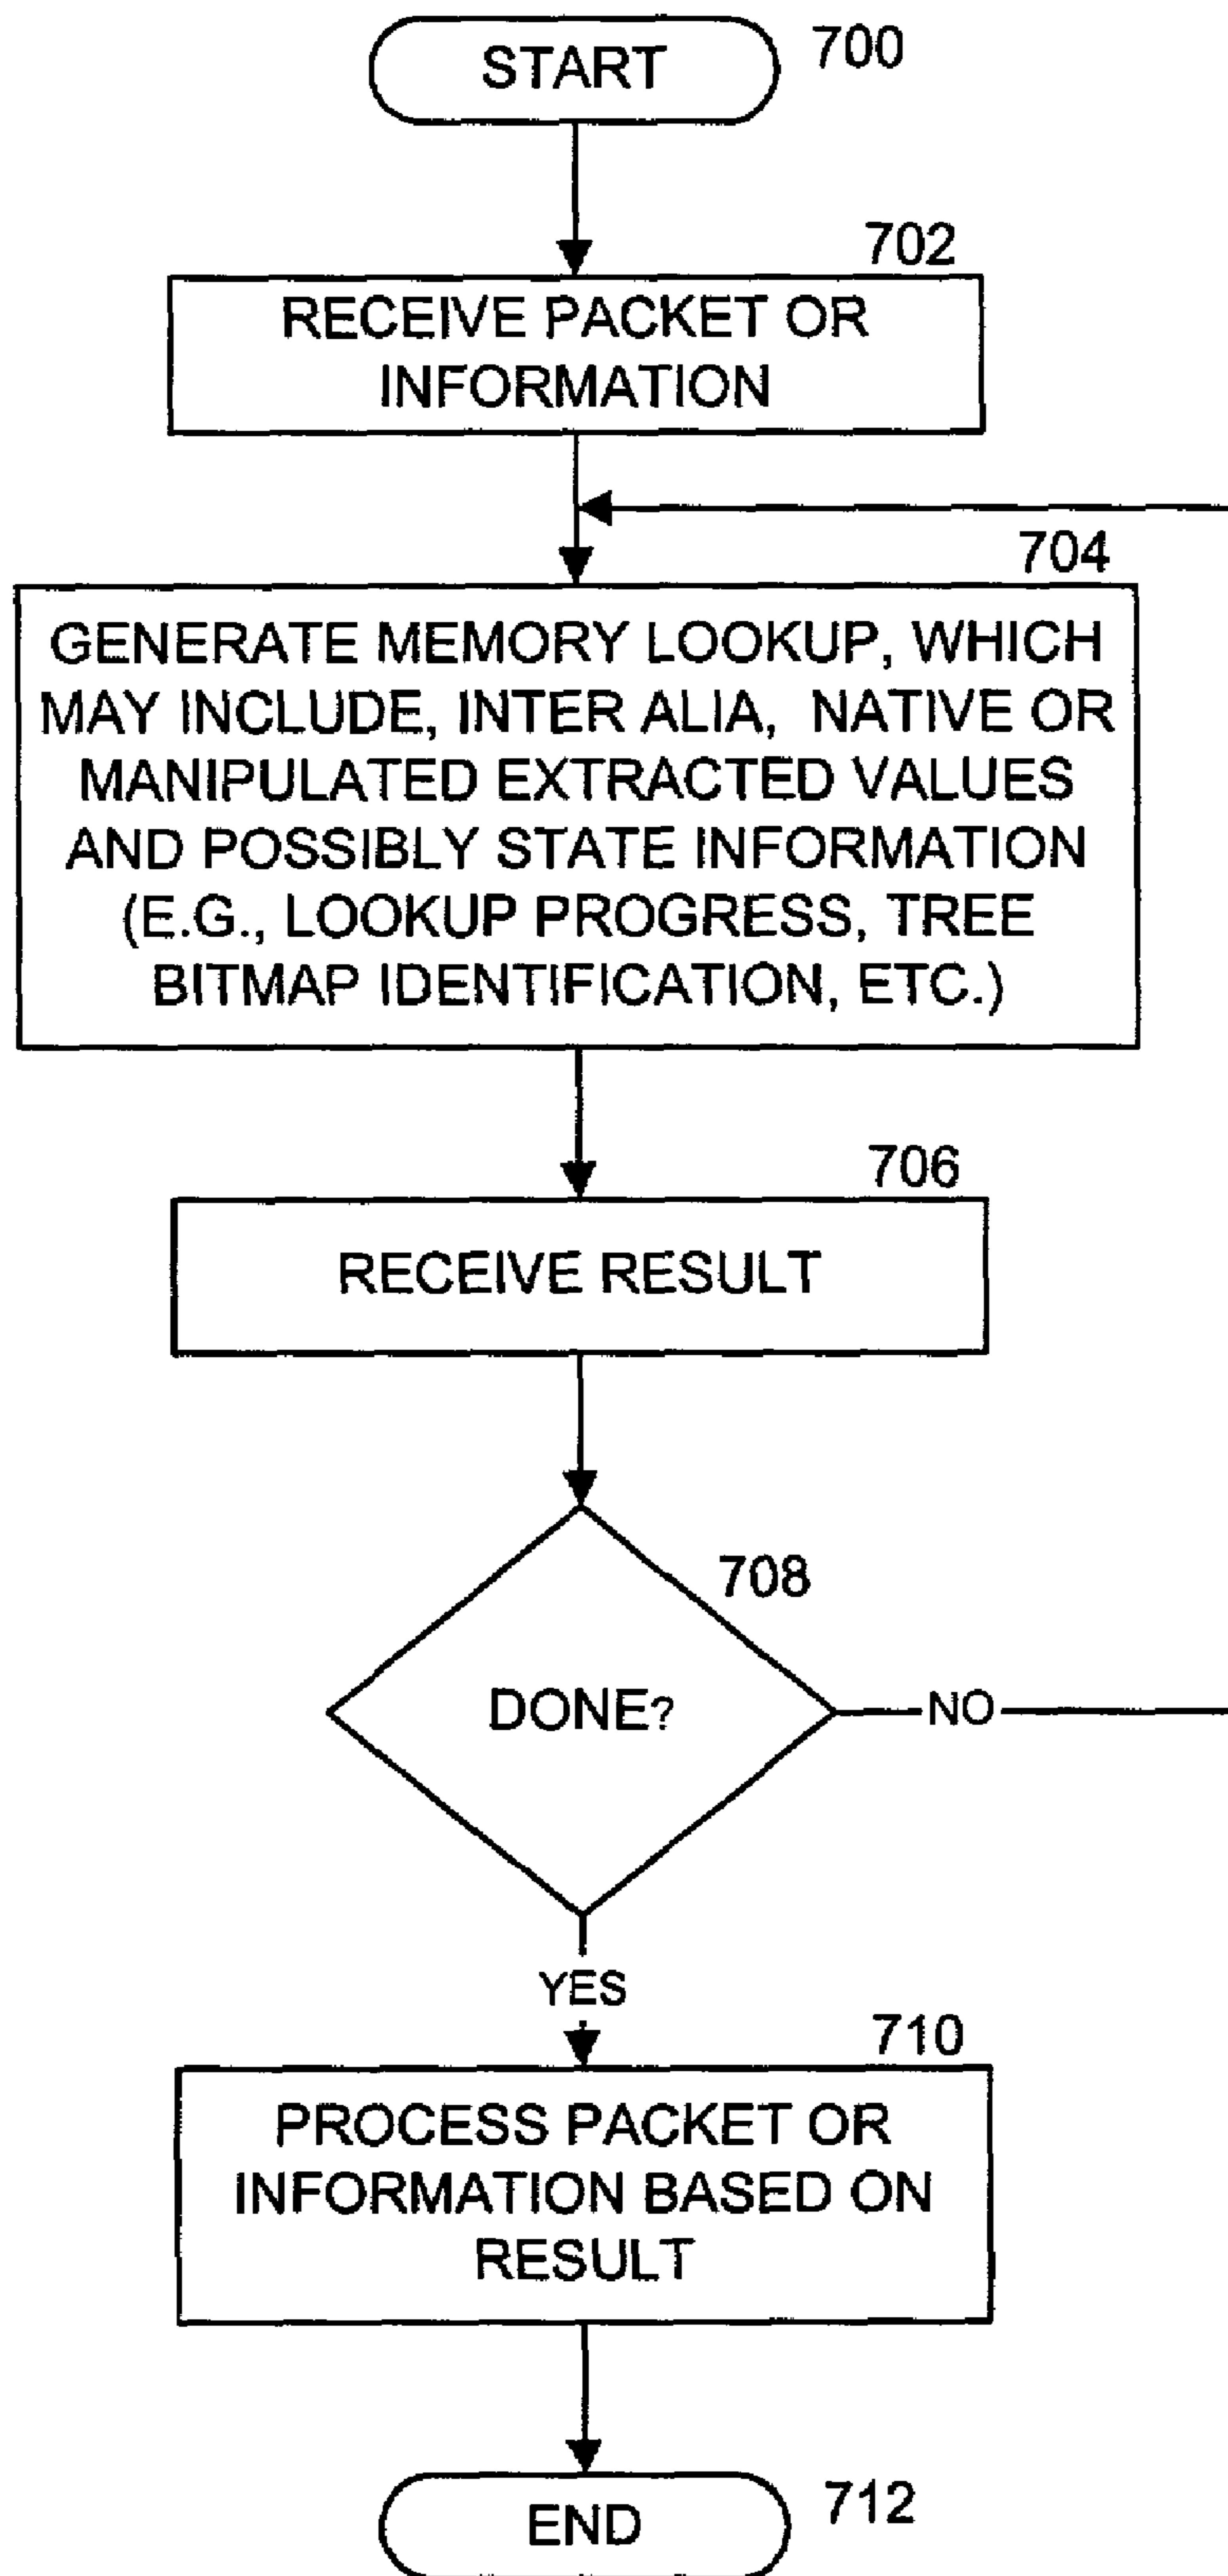 START
700
702
RECEIVE PACKET OR
INFORMATION
704
GENERATE MEMORY LOOKUP, WHICH
MAY INCLUDE, INTER ALIA, NATIVE OR
MANIPULATED EXTRACTED VALUES
AND POSSIBLY STATE INFORMATION
(E.G., LOOKUP PROGRESS, TREE
BITMAP IDENTIFICATION, ETC.)
706
RECEIVE RESULT
708
DONE?
NO
YES
710
PROCESS PACKET OR
INFORMATION BASED ON
RESULT
END
712